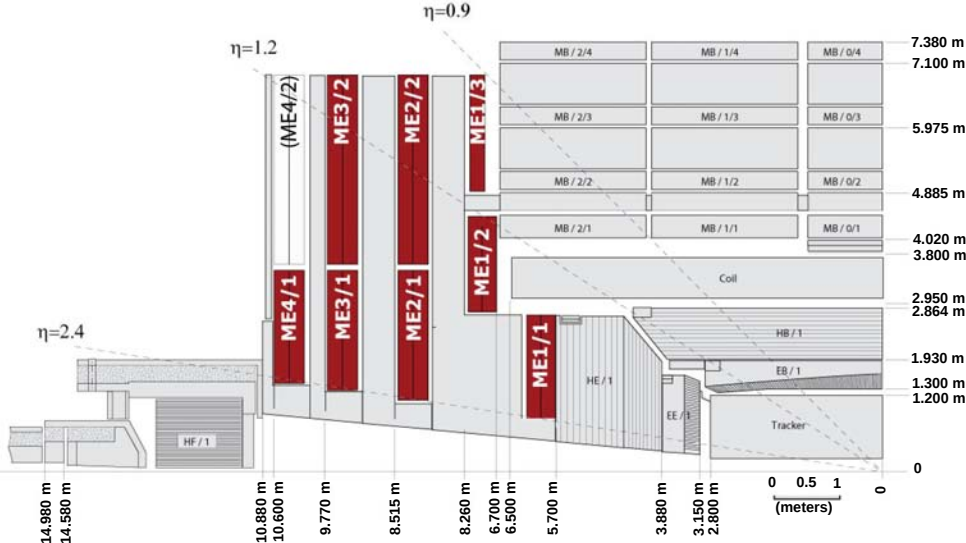 η=0.9
η=1.2
7.380 m
MB / 2/4
MB / 1/4
MB / 0/4
7.100 m
(ME4/2)
ME3/2
ME2/2
ME1/3
MB / 2/3
MB / 1/3
MB / 0/3
5.975 m
MB / 2/2
MB / 1/2
MB / 0/2
4.885 m
MB / 2/1
MB / 1/1
MB / 0/1
4.020 m
3.800 m
ME1/2
Coil
2.950 m
2.864 m
ME4/1
ME3/1
ME2/1
η=2.4
ME1/1
HB / 1
1.930 m
HE / 1
EB / 1
1.300 m
1.200 m
EE / 1
Tracker
HF / 1
0
0 0.5 1
(meters)
14.980 m
14.580 m
10.880 m
10.600 m
9.770 m
8.515 m
8.260 m
6.700 m
6.500 m
5.700 m
3.880 m
3.150 m
2.800 m
0